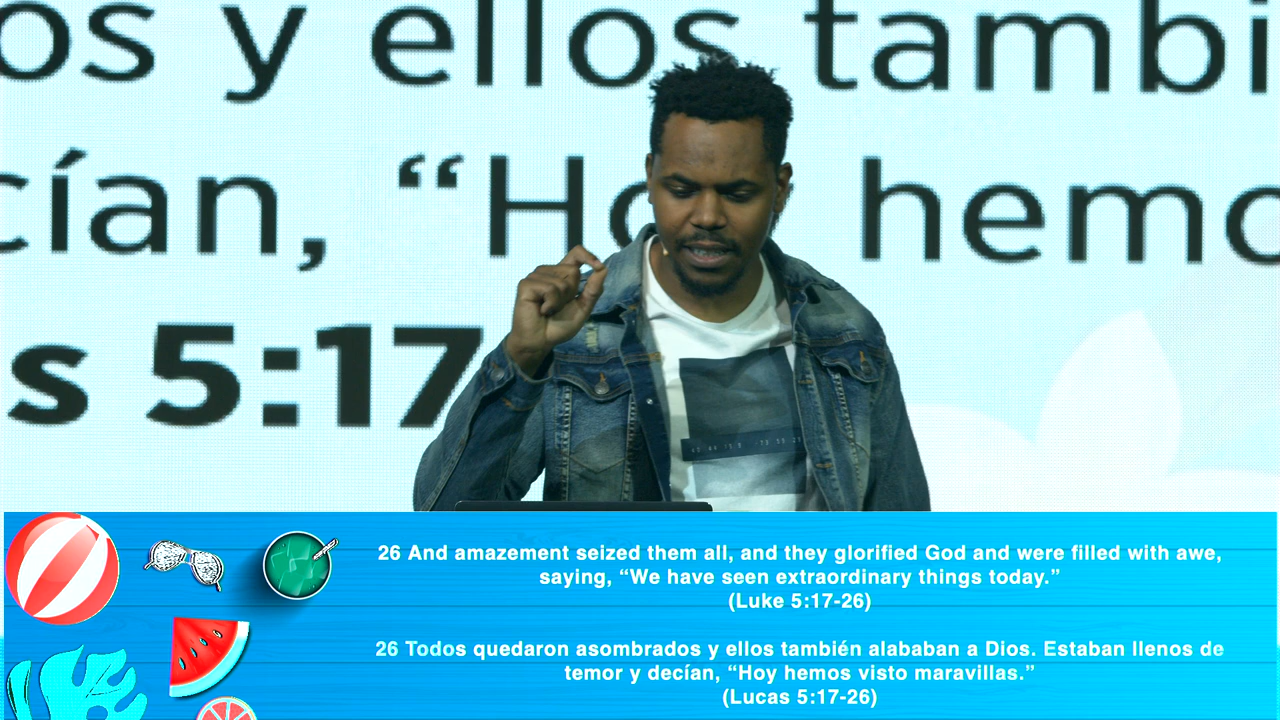 os y ellos tambi
cían, “Ho hemo
s 5:17
26 And amazement seized them all, and they glorified God and were filled with awe,
saying, “We have seen extraordinary things today.”
(Luke 5:17-26)
26 Todos quedaron asombrados y ellos también alababan a Dios. Estaban llenos de
temor y decían, “Hoy hemos visto maravillas.”
(Lucas 5:17-26)